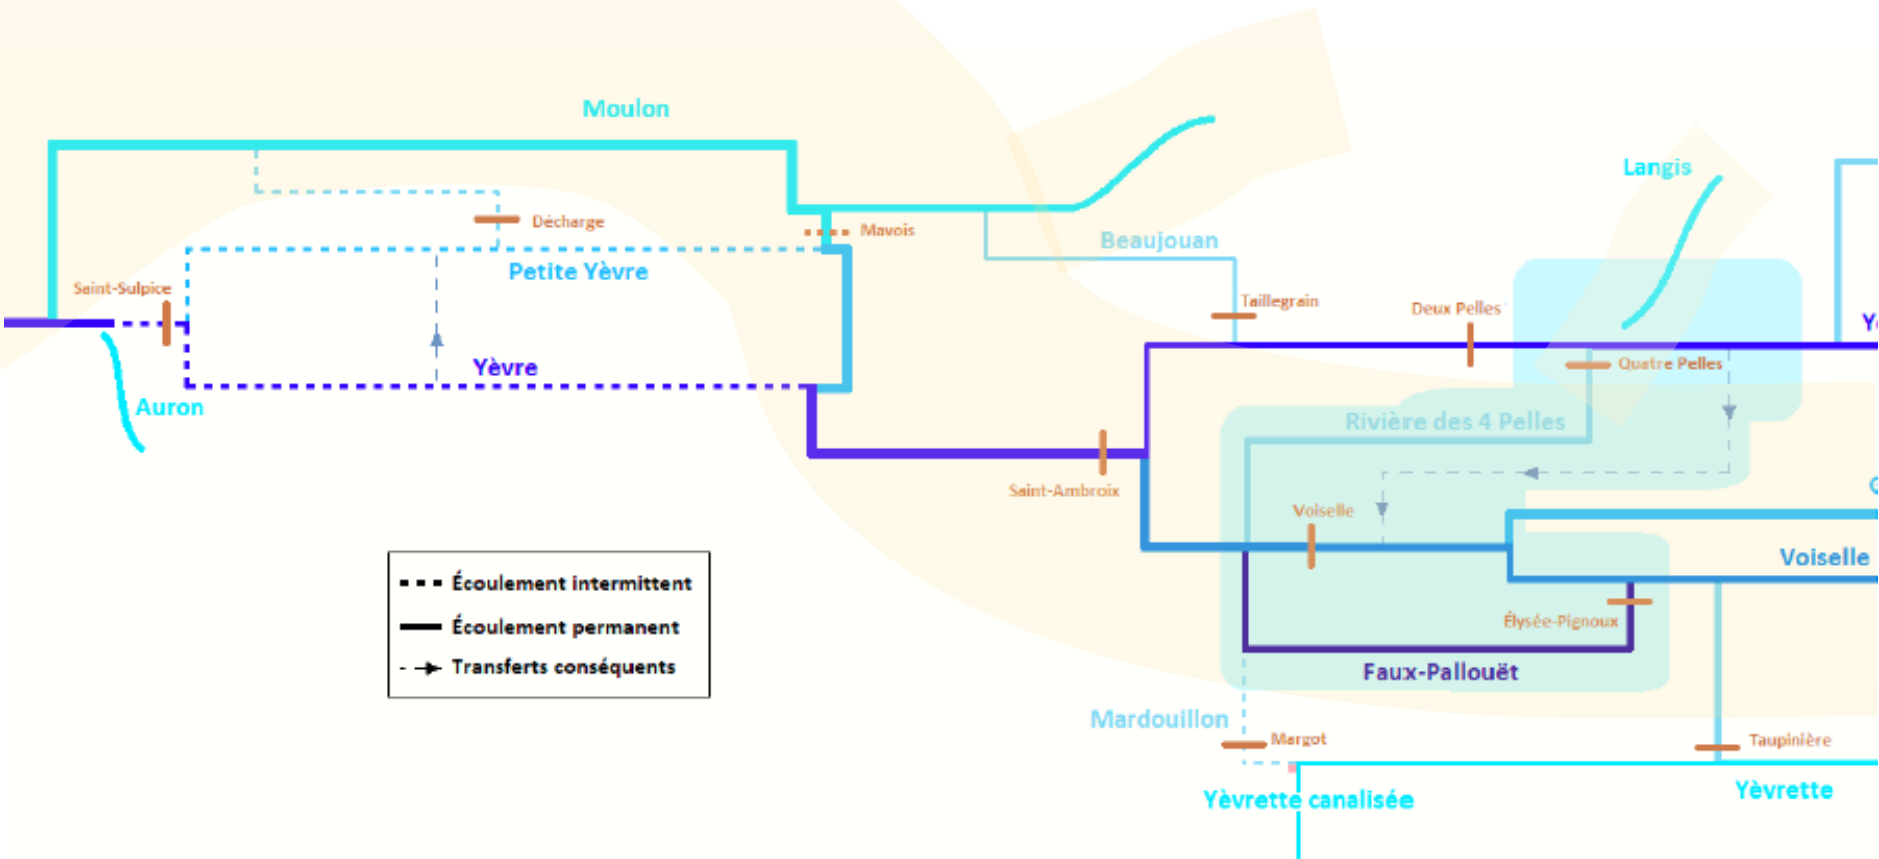 Moulon
Langis
Décharge
Mavois
Beaujouan
Petite Yèvre
Saint-Sulpice
Taillegrain
Deux Pelles
Yèvre
Quatre Pelles
Auron
Rivière des 4 Pelles
Saint-Ambroix
Voiselle
Voiselle
Écoulement intermittent
Écoulement permanent
Transferts conséquents
Élysée-Pignoux
Faux-Pallouët
Mardouillon
Margot
Taupinière
Yèvrette canalisée
Yèvrette